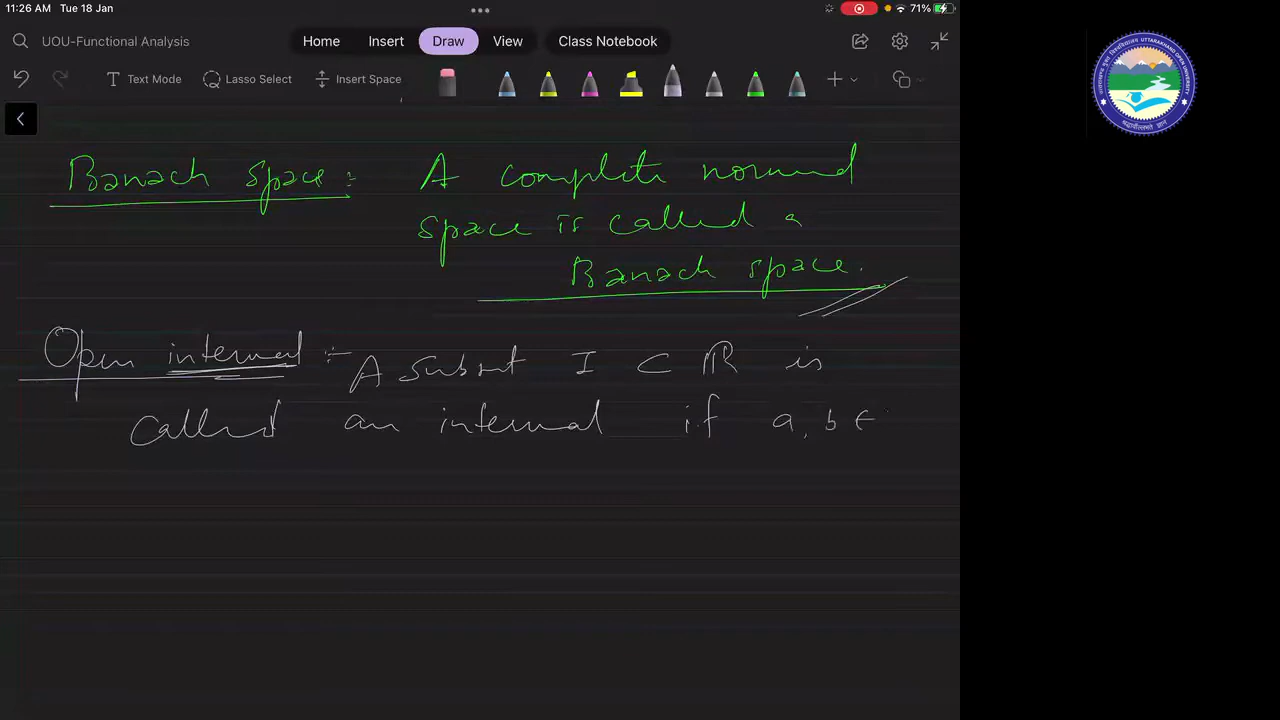 11:26 AM Tue 18 Jan
71%
UOU-Functional Analysis
Home Insert Draw View Class Notebook
Text Mode Lasso Select Insert Space
Banach space:
A complete normed
space is called a
Banach space.
Open interval :- A subset I ⊂ ℝ is
called an interval if a, b ∈